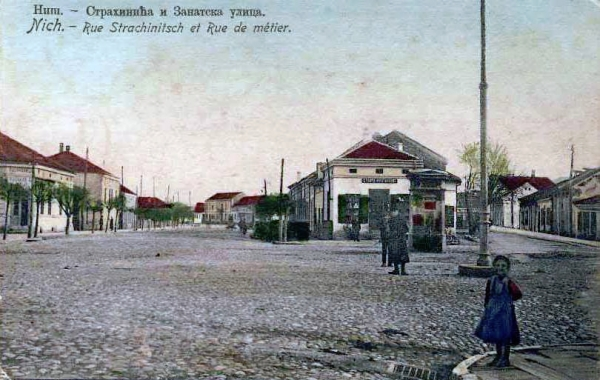 Ниш. – Страхинића и Занатска улица.
Nich. – Rue Strachinitsch et Rue de métier.